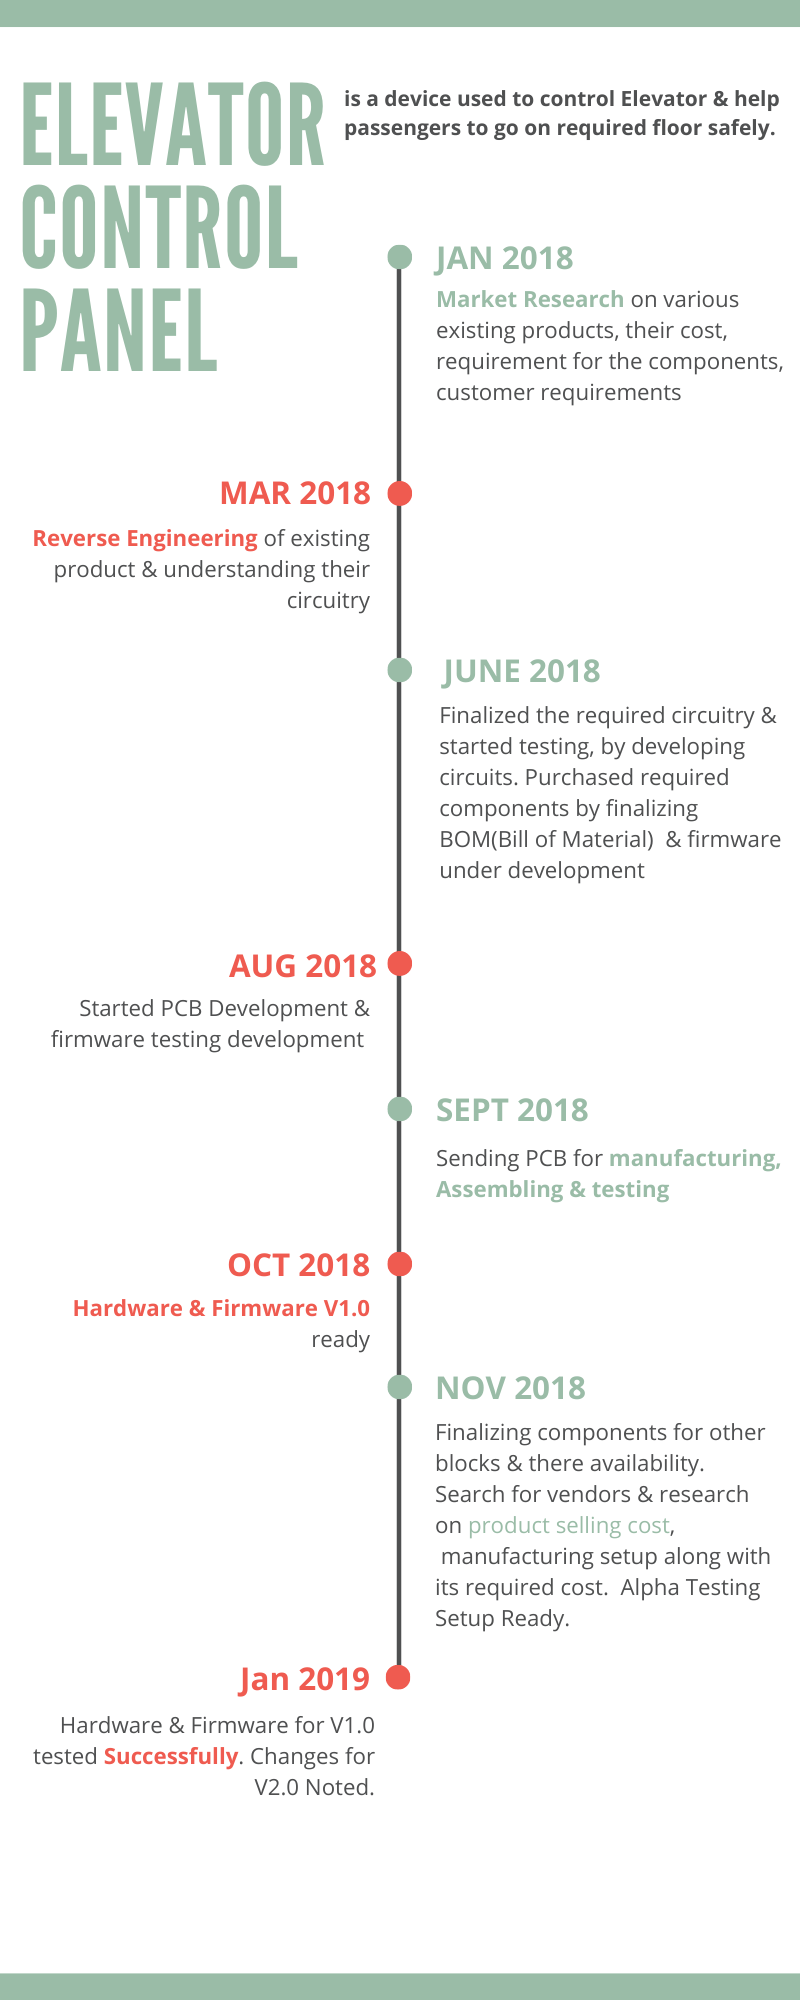 ELEVATOR
CONTROL
PANEL
is a device used to control Elevator & help
passengers to go on required floor safely.
JAN 2018
Market Research on various
existing products, their cost,
requirement for the components,
customer requirements
MAR 2018
Reverse Engineering of existing
product & understanding their
circuitry
JUNE 2018
Finalized the required circuitry &
started testing, by developing
circuits. Purchased required
components by finalizing
BOM(Bill of Material)  & firmware
under development
AUG 2018
Started PCB Development &
firmware testing development
SEPT 2018
Sending PCB for manufacturing,
Assembling & testing
OCT 2018
Hardware & Firmware V1.0
ready
NOV 2018
Finalizing components for other
blocks & there availability.
Search for vendors & research
on product selling cost,
manufacturing setup along with
its required cost.  Alpha Testing
Setup Ready.
Jan 2019
Hardware & Firmware for V1.0
tested Successfully. Changes for
V2.0 Noted.